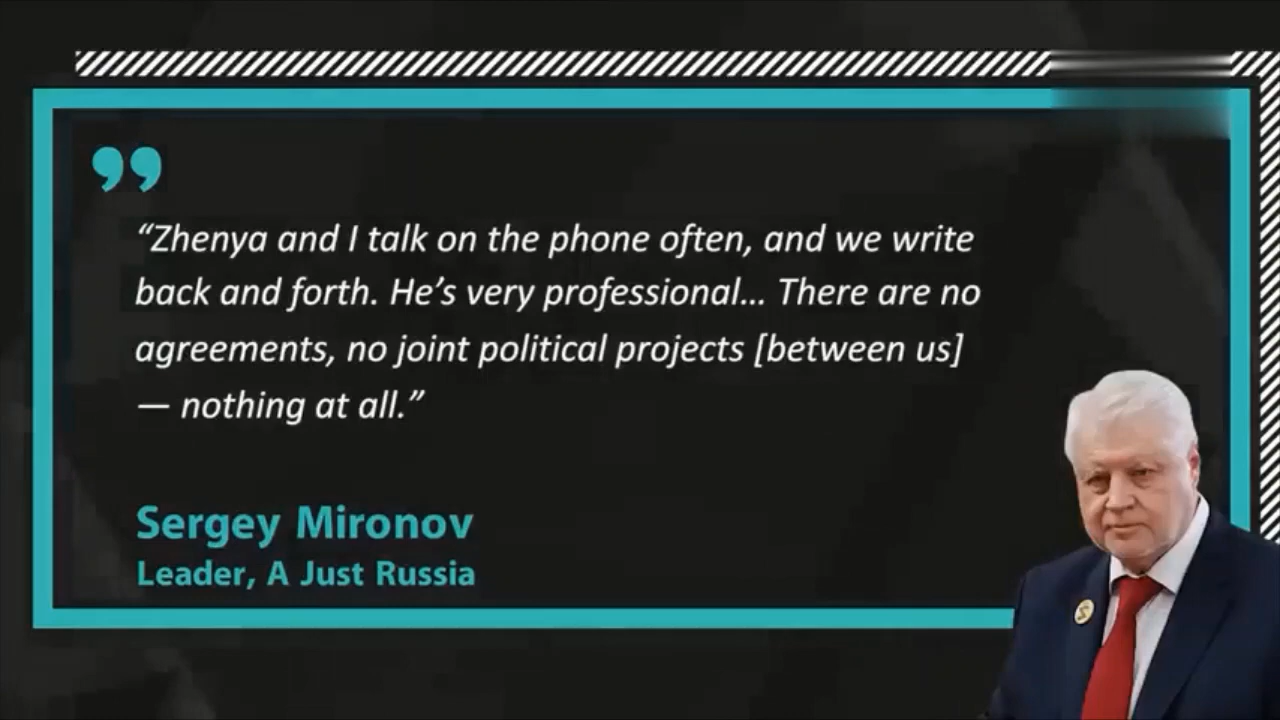 “Zhenya and I talk on the phone often, and we write
back and forth. He’s very professional... There are no
agreements, no joint political projects [between us]
— nothing at all.”
Sergey Mironov
Leader, A Just Russia